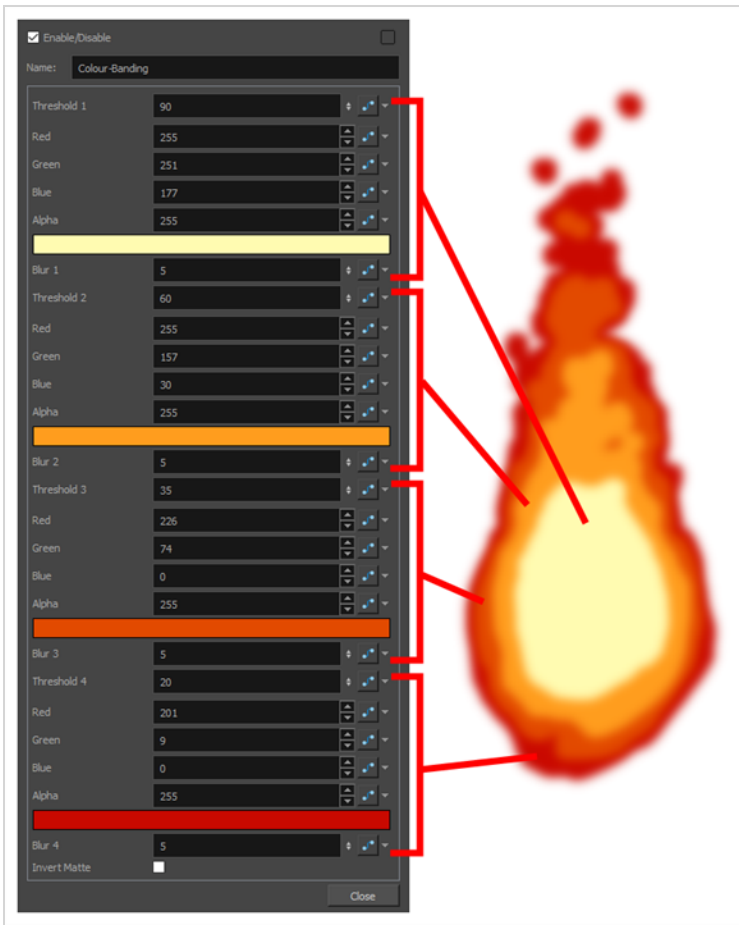 Enable/Disable
Name: Colour-Banding
Threshold 1 90
Red 255
Green 251
Blue 177
Alpha 255
Blur 1 5
Threshold 2 60
Red 255
Green 157
Blue 30
Alpha 255
Blur 2 5
Threshold 3 35
Red 226
Green 74
Blue 0
Alpha 255
Blur 3 5
Threshold 4 20
Red 201
Green 9
Blue 0
Alpha 255
Blur 4 5
Invert Matte
Close